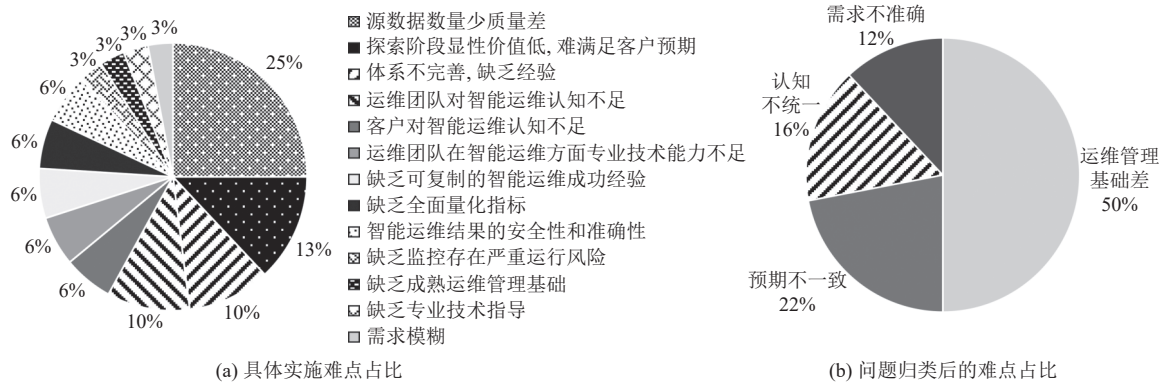 3%
3%
3%
3%
6%
6%
6%
6%
6%
10%
10%
13%
25%
源数据数量少质量差
探索阶段显性价值低, 难满足客户预期
体系不完善, 缺乏经验
运维团队对智能运维认知不足
客户对智能运维认知不足
运维团队在智能运维方面专业技术能力不足
缺乏可复制的智能运维成功经验
缺乏全面量化指标
智能运维结果的安全性和准确性
缺乏监控存在严重运行风险
缺乏成熟运维管理基础
缺乏专业技术指导
需求模糊
(a) 具体实施难点占比
需求不准确
12%
认知
不统一
16%
预期不一致
22%
运维管理
基础差
50%
(b) 问题归类后的难点占比